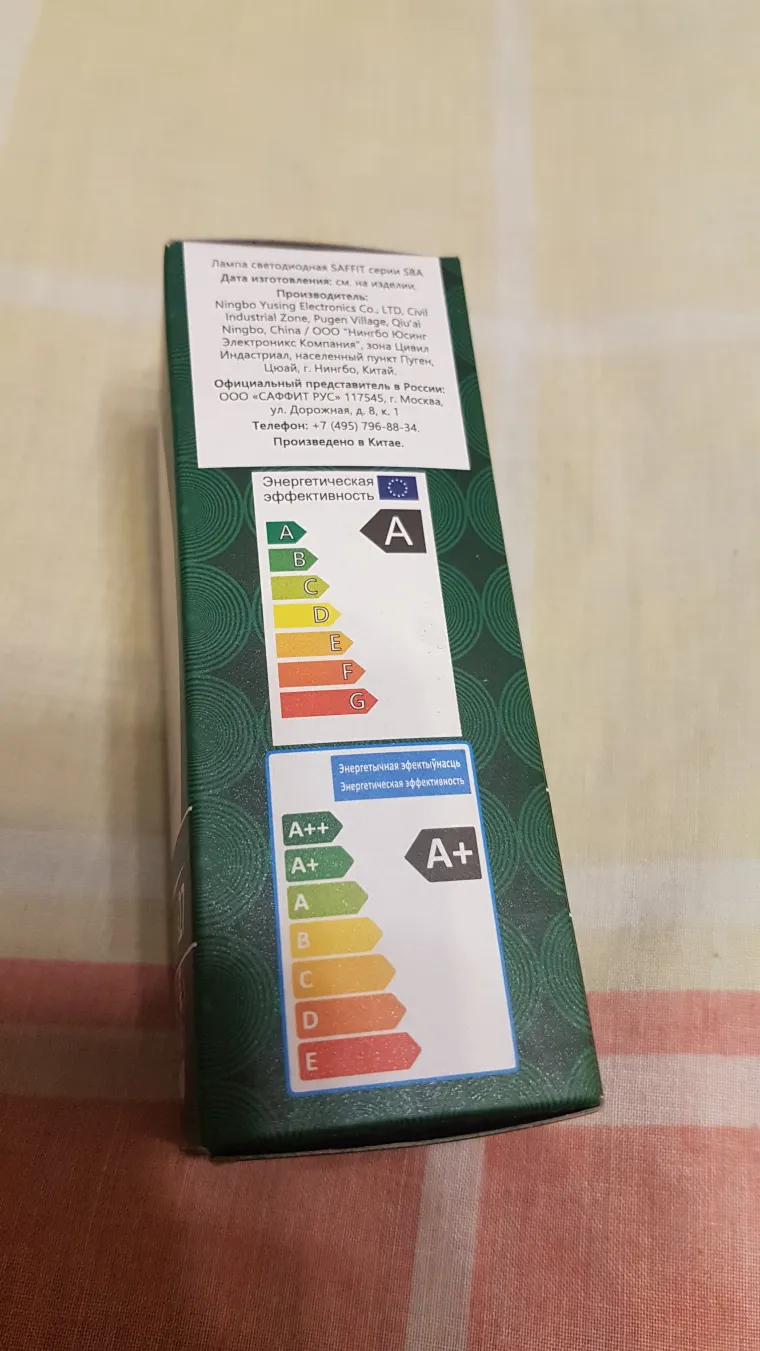 Лампа светодиодная SAFFIT серии SBA
Дата изготовления: см. на изделии.
Производитель:
Ningbo Yusing Electronics Co., LTD, Civil
Industrial Zone, Pugen Village, Qiu'ai
Ningbo, China / ООО "Нингбо Юсинг
Электроникс Компания", зона Цивил
Индастриал, населенный пункт Пуген,
Цюай, г. Нингбо, Китай.
Официальный представитель в России:
ООО «САФФИТ РУС» 117545, г. Москва,
ул. Дорожная, д. 8, к. 1
Телефон: +7 (495) 796-88-34.
Произведено в Китае.
Энергетическая
эффективность
A
A
B
C
D
E
F
G
Энергетычная эфектыўнасць
Энергетическая эффективность
A++
A+
A+
A
B
C
D
E